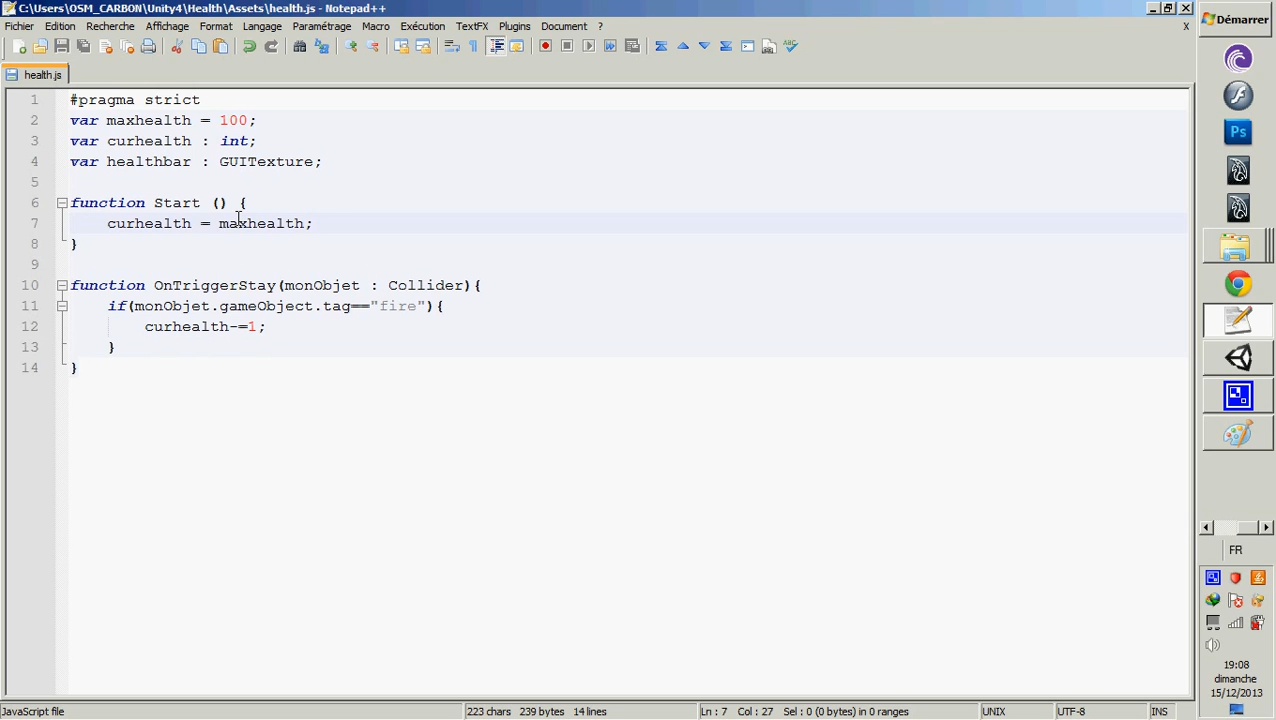 C:\Users\OSM_CARBON\Unity4\Health\Assets\health.js - Notepad++
Démarrer
Fichier Edition Recherche Affichage Format Langage Paramétrage Macro Exécution TextFX Plugins Document ? X
health.js
1 #pragma strict
2 var maxhealth = 100;
3 var curhealth : int;
4 var healthbar : GUITexture;
5
6 function Start () {
7 curhealth = maxhealth;
8 }
9
10 function OnTriggerStay(monObjet : Collider){
11 if(monObjet.gameObject.tag=="fire"){
12 curhealth-=1;
13 }
14 }
Ps
FR
19:08
dimanche
15/12/2013
JavaScript file 223 chars 239 bytes 14 lines Ln : 7 Col : 27 Sel : 0 (0 bytes) in 0 ranges UNIX UTF-8 INS